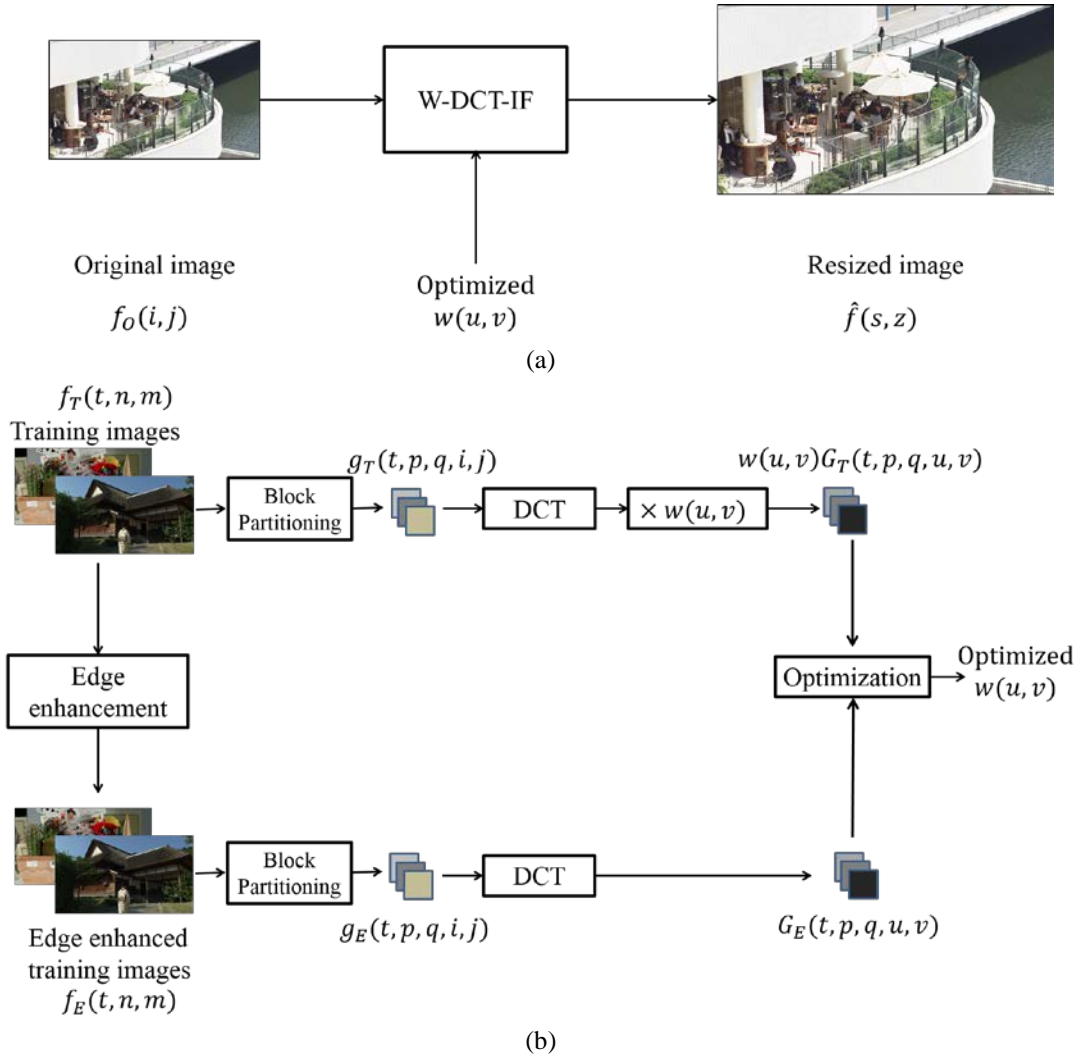 W-DCT-IF
Original image
Resized image
Optimized
w(u, v)
f_O(i, j)
f̂(s, z)
(a)
f_T(t, n, m)
Training images
g_T(t, p, q, i, j)
w(u, v)G_T(t, p, q, u, v)
Block
Partitioning
DCT
× w(u, v)
Edge
enhancement
Optimization
Optimized
w(u, v)
Block
Partitioning
DCT
g_E(t, p, q, i, j)
G_E(t, p, q, u, v)
Edge enhanced
training images
f_E(t, n, m)
(b)